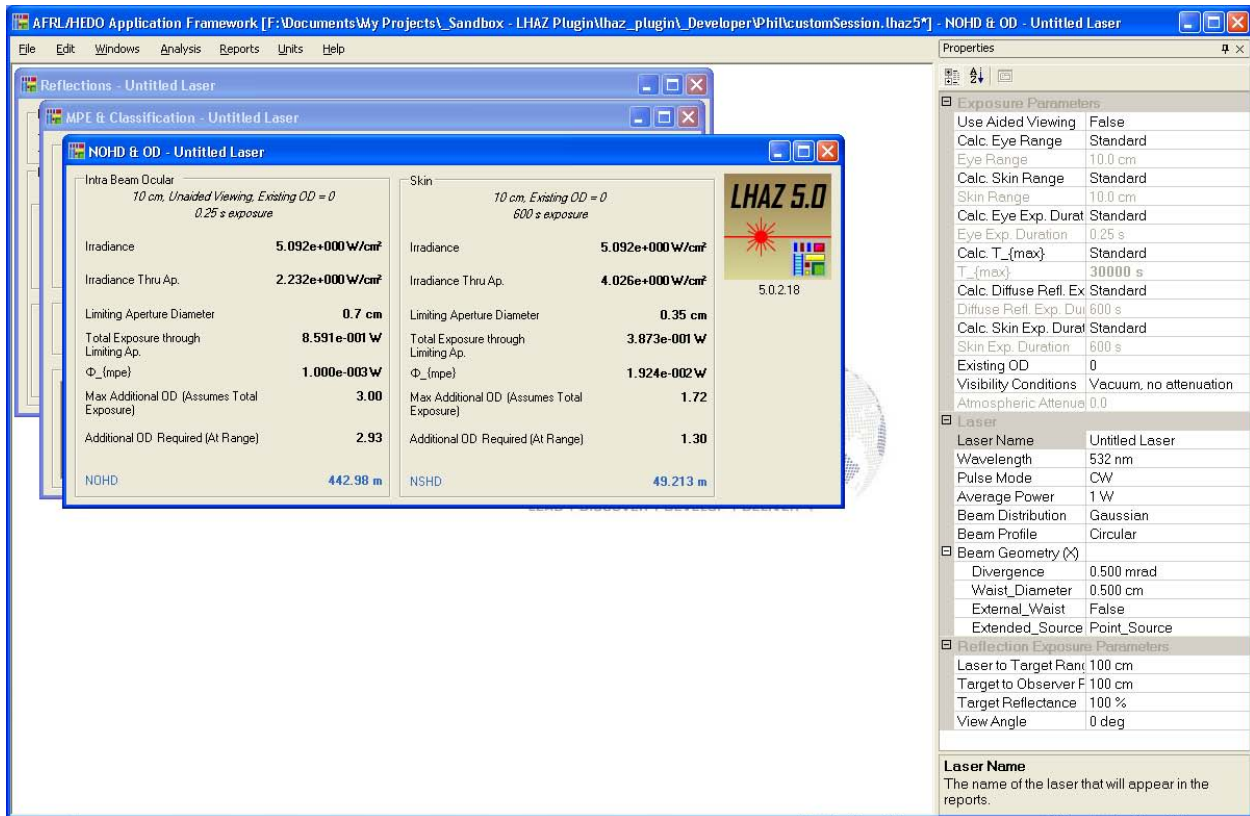 AFRL/HEDO Application Framework [F:\Documents\My Projects\_Sandbox - LHAZ Plugin\lhaz_plugin\_Developer\Phil\customSession.lhaz5*] - NOHD & OD - Untitled Laser
File Edit Windows Analysis Reports Units Help
Reflections - Untitled Laser
MPE & Classification - Untitled Laser
NOHD & OD - Untitled Laser
Intra Beam Ocular
10 cm, Unaided Viewing, Existing OD = 0
0.25 s exposure
Irradiance 5.092e+000 W/cm²
Irradiance Thru Ap. 2.232e+000 W/cm²
Limiting Aperture Diameter 0.7 cm
Total Exposure through 8.591e-001 W
Limiting Ap.
Φ_{mpe} 1.000e-003 W
Max Additional OD (Assumes Total 3.00
Exposure)
Additional OD Required (At Range) 2.93
NOHD 442.98 m
Skin
10 cm, Existing OD = 0
600 s exposure
Irradiance 5.092e+000 W/cm²
Irradiance Thru Ap. 4.026e+000 W/cm²
Limiting Aperture Diameter 0.35 cm
Total Exposure through 3.873e-001 W
Limiting Ap.
Φ_{mpe} 1.924e-002 W
Max Additional OD (Assumes Total 1.72
Exposure)
Additional OD Required (At Range) 1.30
NSHD 49.213 m
LHAZ 5.0
5.0.2.18
Properties
Exposure Parameters
Use Aided Viewing False
Calc. Eye Range Standard
Eye Range 10.0 cm
Calc. Skin Range Standard
Skin Range 10.0 cm
Calc. Eye Exp. Durat Standard
Eye Exp. Duration 0.25 s
Calc. T_{max} Standard
T_{max} 30000 s
Calc. Diffuse Refl. Ex Standard
Diffuse Refl. Exp. Dur 600 s
Calc. Skin Exp. Durat Standard
Skin Exp. Duration 600 s
Existing OD 0
Visibility Conditions Vacuum, no attenuation
Atmospheric Attenua 0.0
Laser
Laser Name Untitled Laser
Wavelength 532 nm
Pulse Mode CW
Average Power 1 W
Beam Distribution Gaussian
Beam Profile Circular
Beam Geometry (X)
Divergence 0.500 mrad
Waist_Diameter 0.500 cm
External_Waist False
Extended_Source Point_Source
Reflection Exposure Parameters
Laser to Target Rang 100 cm
Target to Observer F 100 cm
Target Reflectance 100 %
View Angle 0 deg
Laser Name
The name of the laser that will appear in the
reports.